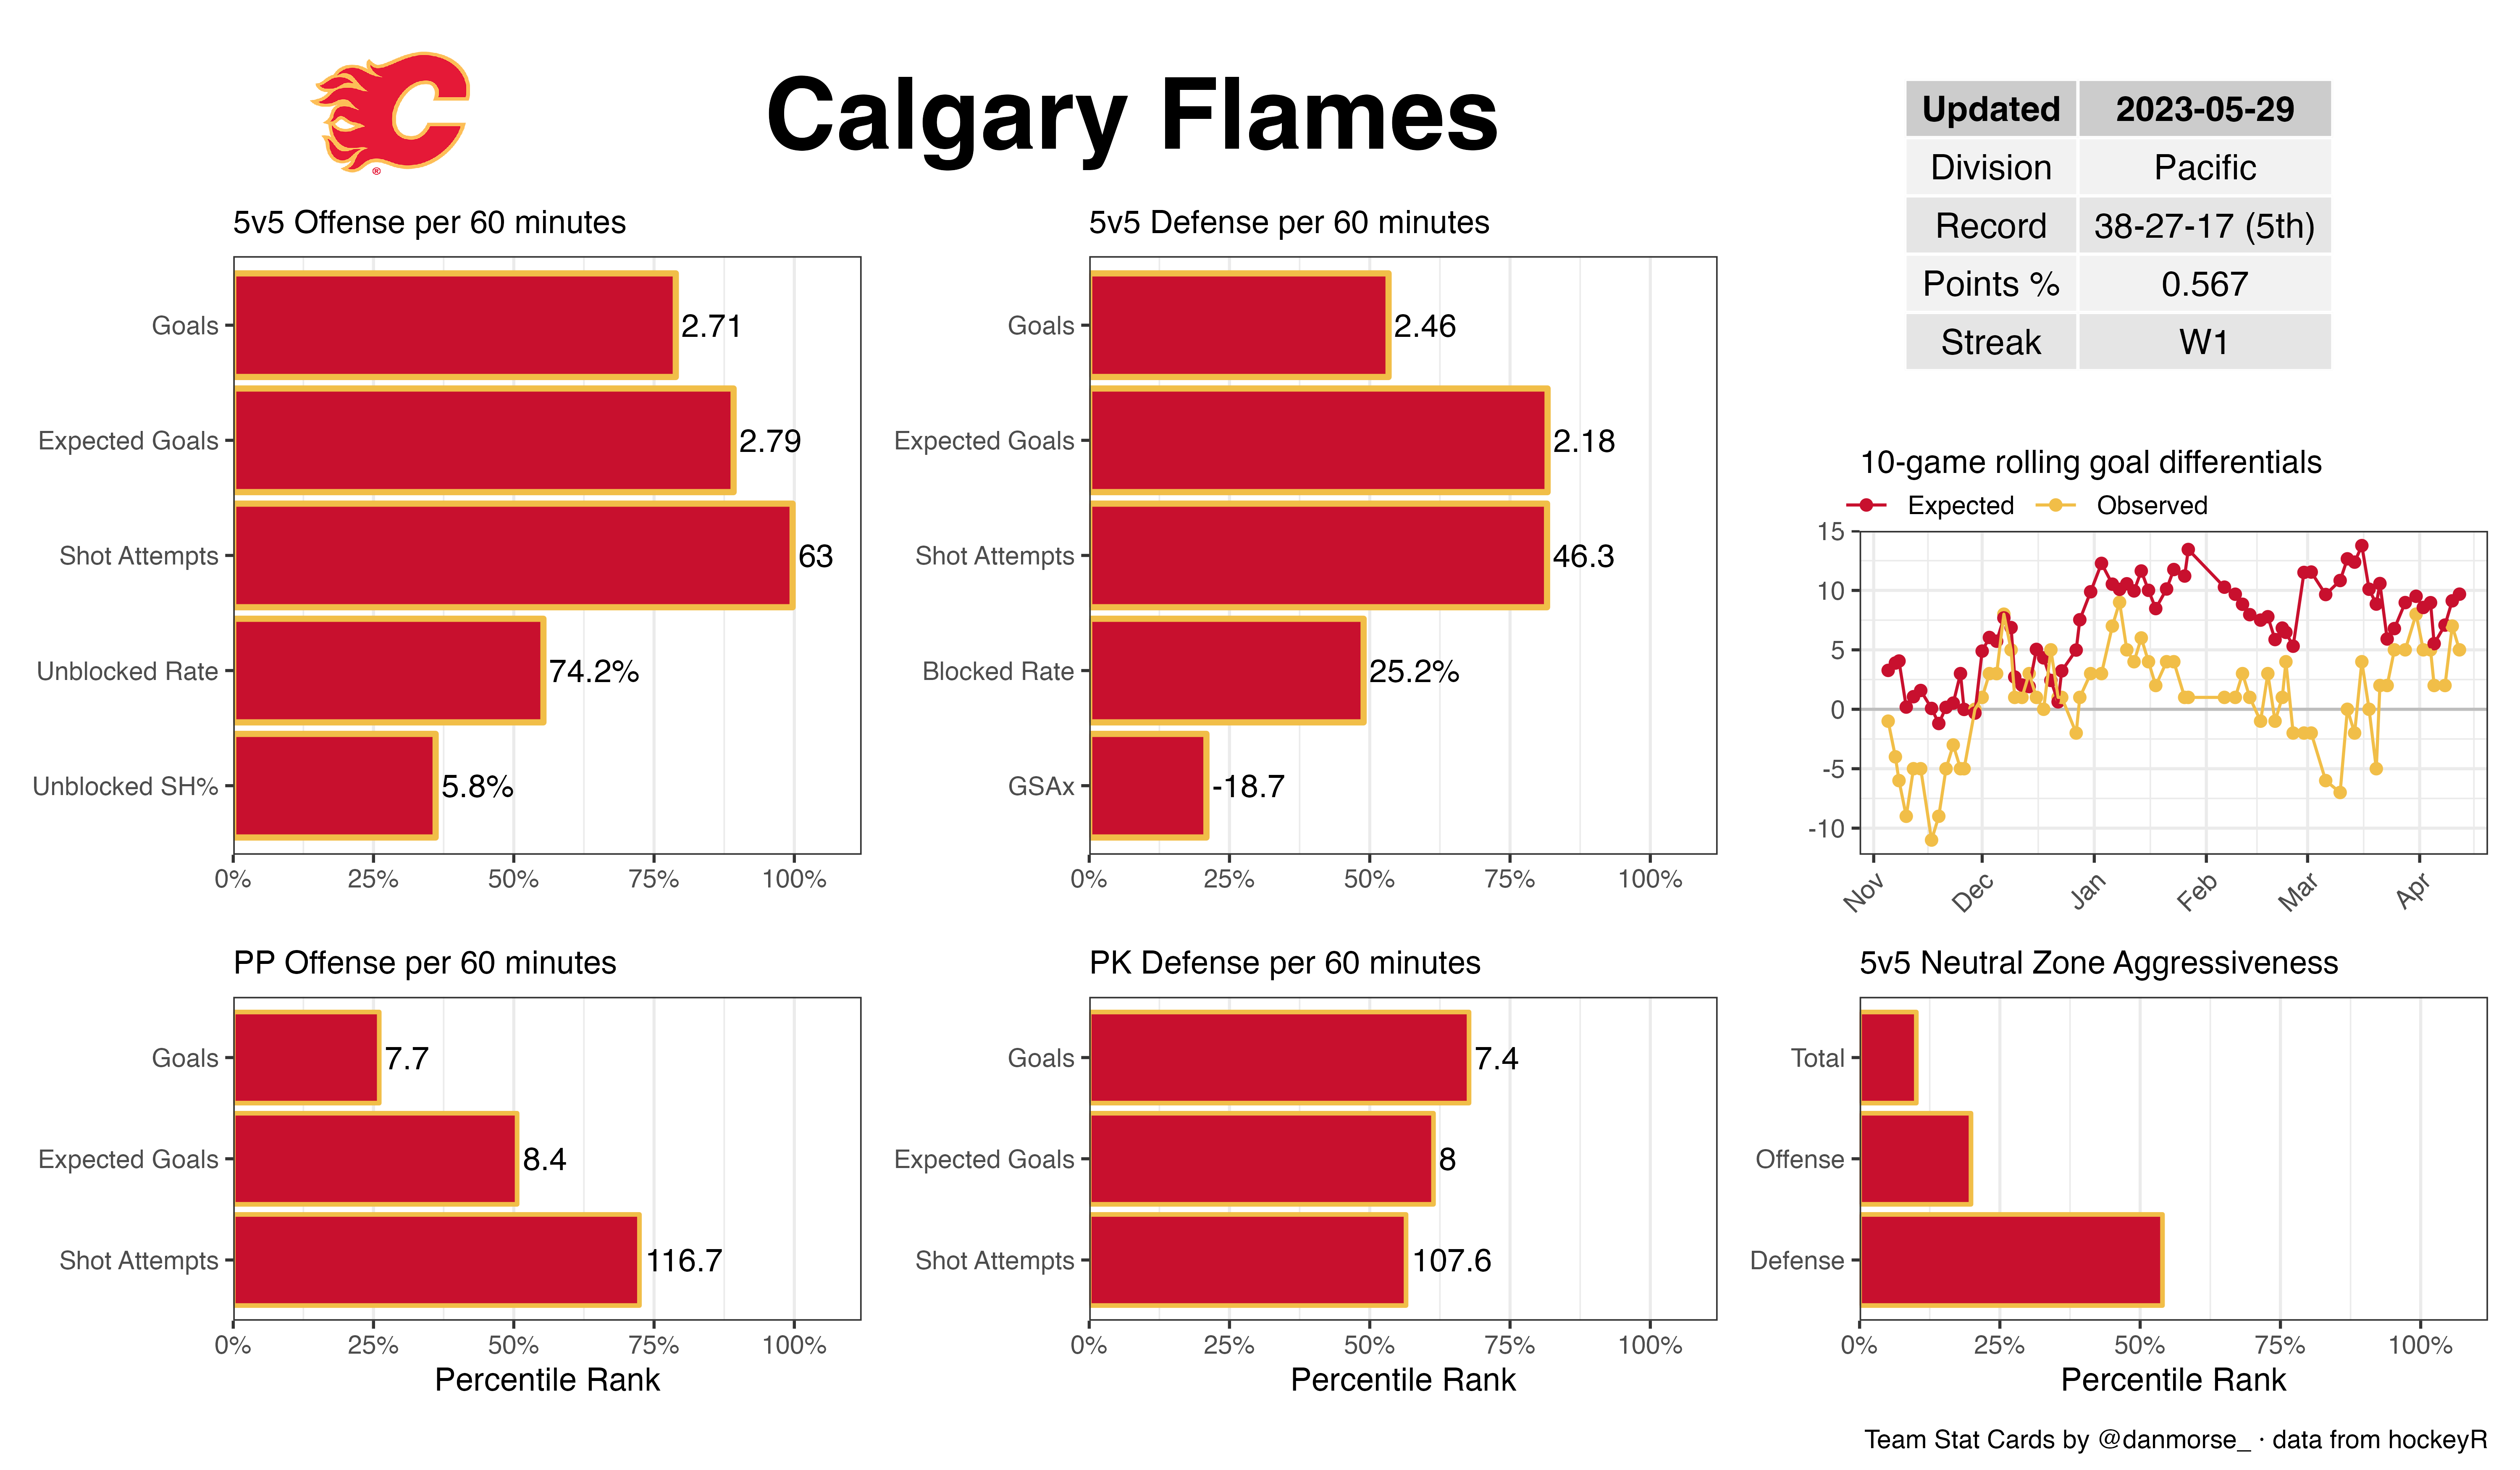 Calgary Flames
Updated 2023-05-29
Division Pacific
Record 38-27-17 (5th)
Points % 0.567
Streak W1
5v5 Offense per 60 minutes
Goals 2.71
Expected Goals 2.79
Shot Attempts 63
Unblocked Rate 74.2%
Unblocked SH% 5.8%
0% 25% 50% 75% 100%
5v5 Defense per 60 minutes
Goals 2.46
Expected Goals 2.18
Shot Attempts 46.3
Blocked Rate 25.2%
GSAx -18.7
0% 25% 50% 75% 100%
10-game rolling goal differentials
Expected Observed
15
10
5
0
-5
-10
Nov Dec Jan Feb Mar Apr
PP Offense per 60 minutes
Goals 7.7
Expected Goals 8.4
Shot Attempts 116.7
0% 25% 50% 75% 100%
Percentile Rank
PK Defense per 60 minutes
Goals 7.4
Expected Goals 8
Shot Attempts 107.6
0% 25% 50% 75% 100%
Percentile Rank
5v5 Neutral Zone Aggressiveness
Total
Offense
Defense
0% 25% 50% 75% 100%
Percentile Rank
Team Stat Cards by @danmorse_ · data from hockeyR